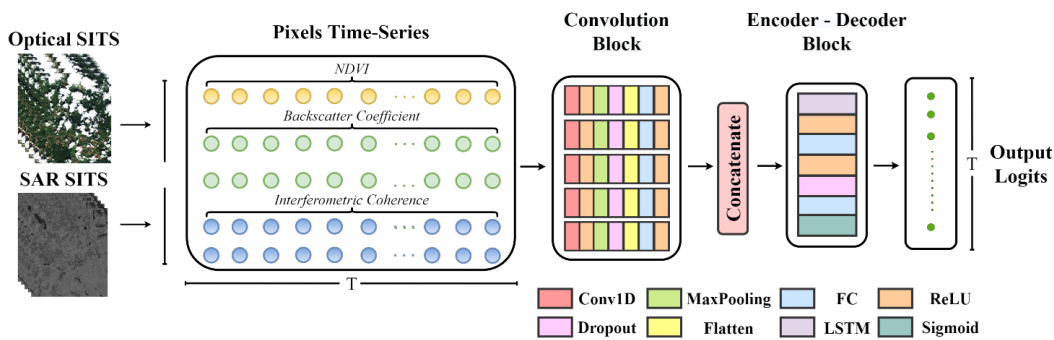 Optical SITS
SAR SITS
Pixels Time-Series
NDVI
Backscatter Coefficient
Interferometric Coherence
T
Convolution
Block
Concatenate
Encoder - Decoder
Block
T
Output
Logits
Conv1D
MaxPooling
FC
ReLU
Dropout
Flatten
LSTM
Sigmoid